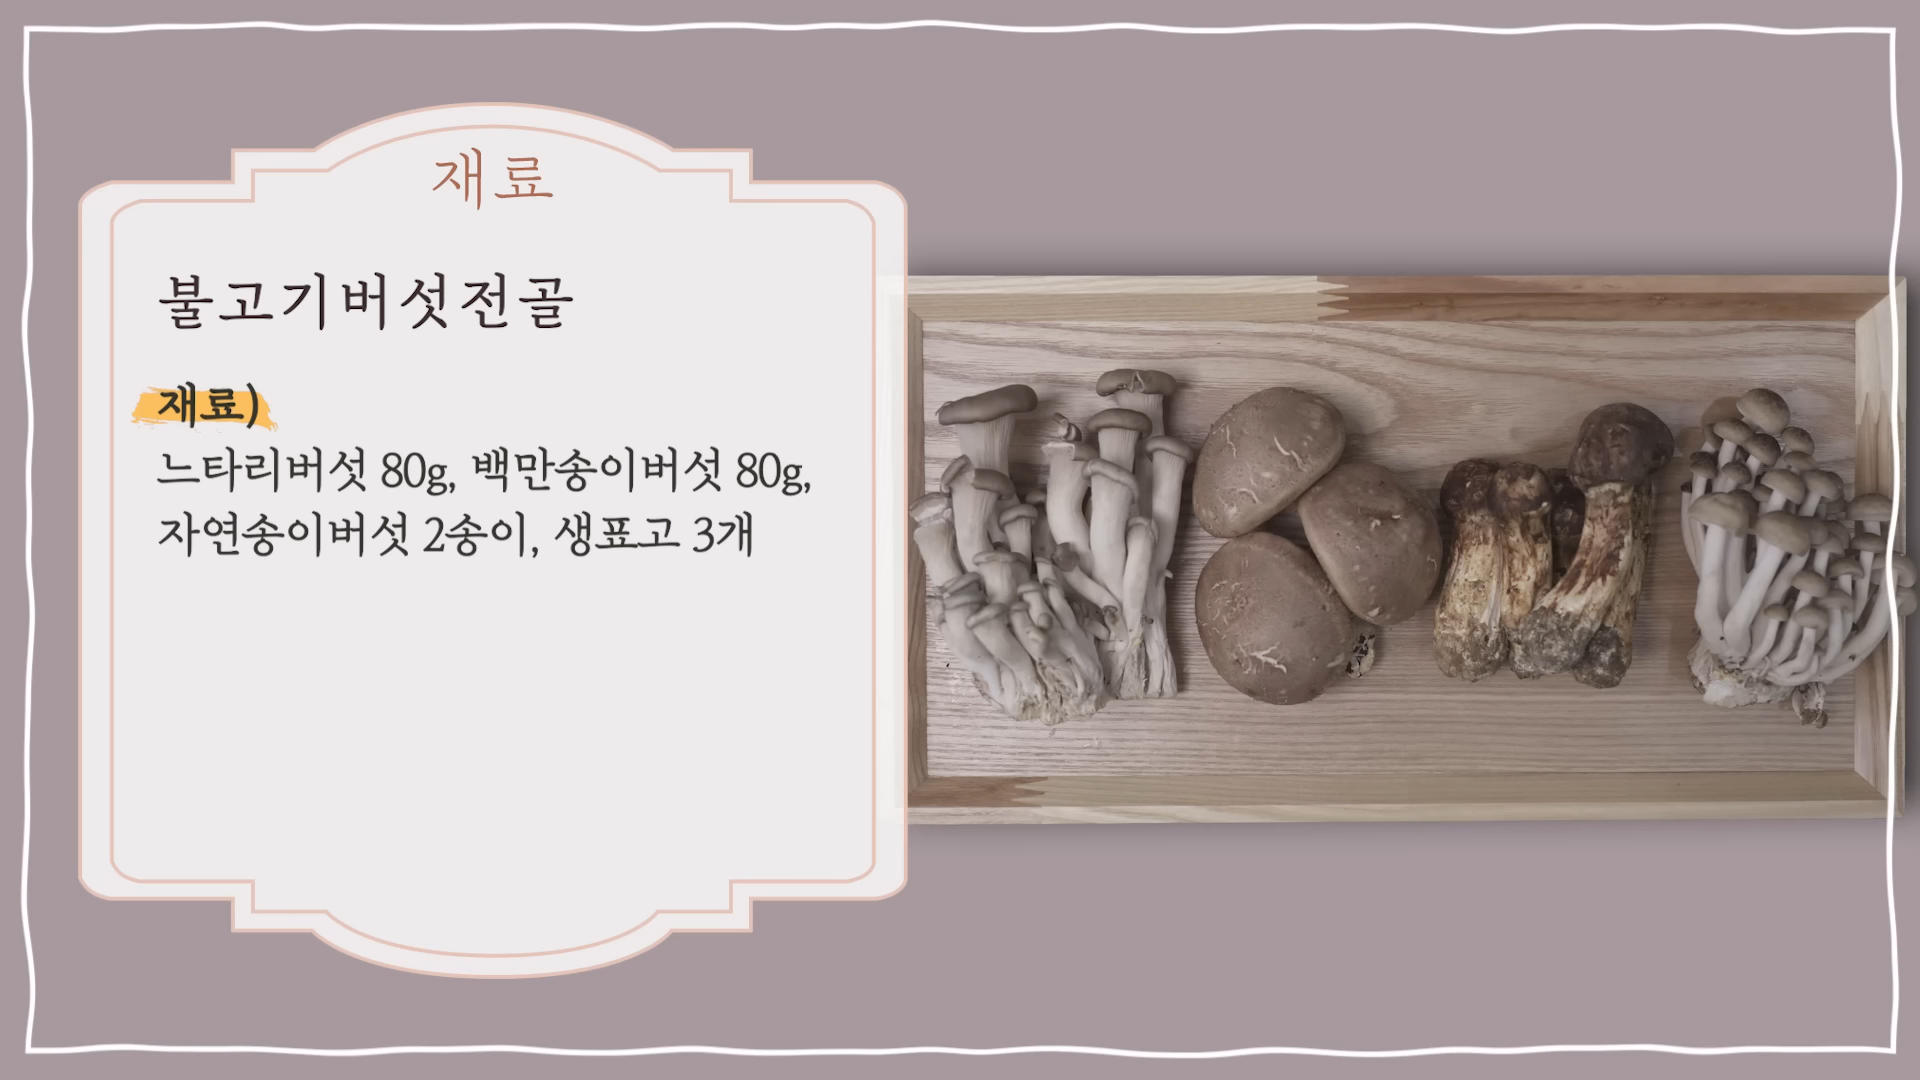 재료
불고기버섯전골
재료)
느타리버섯 80g, 백만송이버섯 80g,
자연송이버섯 2송이, 생표고 3개